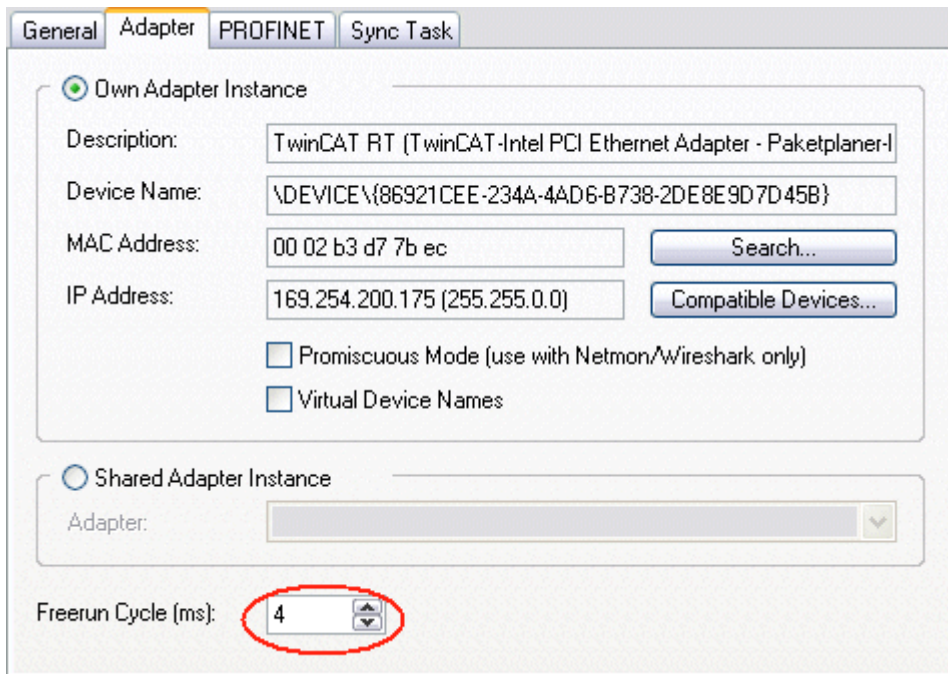 General Adapter PROFINET Sync Task
Own Adapter Instance
Description: TwinCAT RT (TwinCAT-Intel PCI Ethernet Adapter - Paketplaner-
Device Name: \DEVICE\{86921CEE-234A-4AD6-B738-2DE8E9D7D45B}
MAC Address: 00 02 b3 d7 7b ec Search...
IP Address: 169.254.200.175 (255.255.0.0) Compatible Devices...
Promiscuous Mode (use with Netmon/Wireshark only)
Virtual Device Names
Shared Adapter Instance
Adapter:
Freerun Cycle (ms): 4